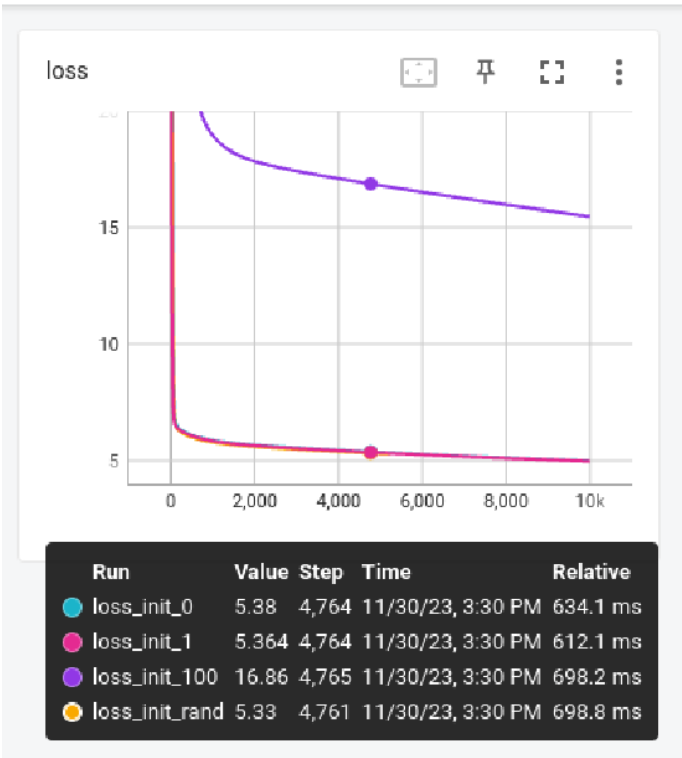 loss
20
15
10
5
0 2,000 4,000 6,000 8,000 10k
Run Value Step Time Relative
loss_init_0 5.38 4,764 11/30/23, 3:30 PM 634.1 ms
loss_init_1 5.364 4,764 11/30/23, 3:30 PM 612.1 ms
loss_init_100 16.86 4,765 11/30/23, 3:30 PM 698.2 ms
loss_init_rand 5.33 4,761 11/30/23, 3:30 PM 698.8 ms